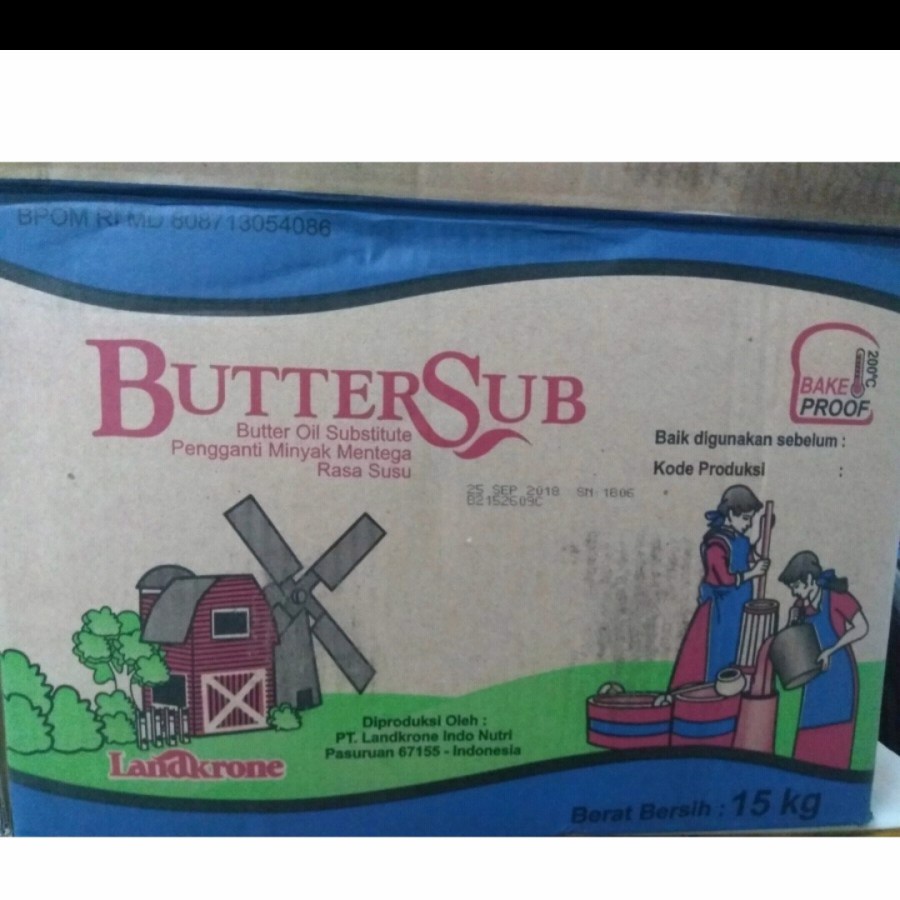 BPOM RI MD 808713054086
BUTTERSUB
Butter Oil Substitute
Pengganti Minyak Mentega
Rasa Susu
200°C
BAKE
PROOF
Baik digunakan sebelum :
Kode Produksi :
25 SEP 2018 SN 1806
B2152609C
Diproduksi Oleh :
PT. Landkrone Indo Nutri
Pasuruan 67155 - Indonesia
Landkrone
Berat Bersih : 15 kg